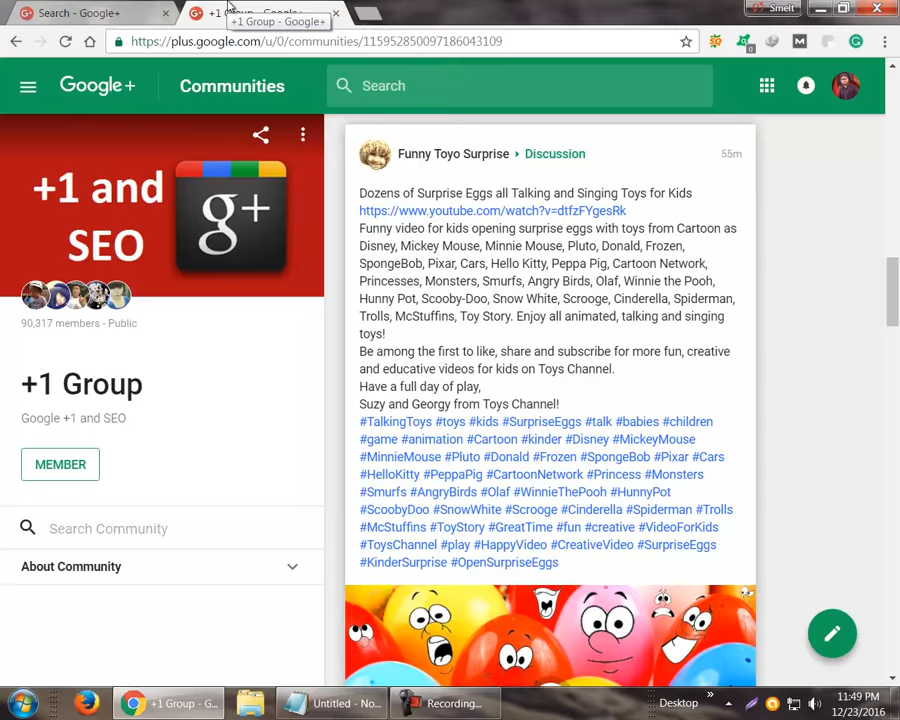 Search - Google+
+1 Group - Google+
+1 Group - Google+
Smelt
https://plus.google.com/u/0/communities/115952850097186043109
Google+
Communities
Search
+1 and
SEO
g+
90,317 members - Public
+1 Group
Google +1 and SEO
MEMBER
Search Community
About Community
Funny Toyo Surprise ▸ Discussion
55m
Dozens of Surprise Eggs all Talking and Singing Toys for Kids
https://www.youtube.com/watch?v=dtfzFYgesRk
Funny video for kids opening surprise eggs with toys from Cartoon as
Disney, Mickey Mouse, Minnie Mouse, Pluto, Donald, Frozen,
SpongeBob, Pixar, Cars, Hello Kitty, Peppa Pig, Cartoon Network,
Princesses, Monsters, Smurfs, Angry Birds, Olaf, Winnie the Pooh,
Hunny Pot, Scooby-Doo, Snow White, Scrooge, Cinderella, Spiderman,
Trolls, McStuffins, Toy Story. Enjoy all animated, talking and singing
toys!
Be among the first to like, share and subscribe for more fun, creative
and educative videos for kids on Toys Channel.
Have a full day of play,
Suzy and Georgy from Toys Channel!
#TalkingToys #toys #kids #SurpriseEggs #talk #babies #children
#game #animation #Cartoon #kinder #Disney #MickeyMouse
#MinnieMouse #Pluto #Donald #Frozen #SpongeBob #Pixar #Cars
#HelloKitty #PeppaPig #CartoonNetwork #Princess #Monsters
#Smurfs #AngryBirds #Olaf #WinnieThePooh #HunnyPot
#ScoobyDoo #SnowWhite #Scrooge #Cinderella #Spiderman #Trolls
#McStuffins #ToyStory #GreatTime #fun #creative #VideoForKids
#ToysChannel #play #HappyVideo #CreativeVideo #SurpriseEggs
#KinderSurprise #OpenSurpriseEggs
+1 Group - G...
Untitled - No...
Recording...
Desktop
11:49 PM
12/23/2016